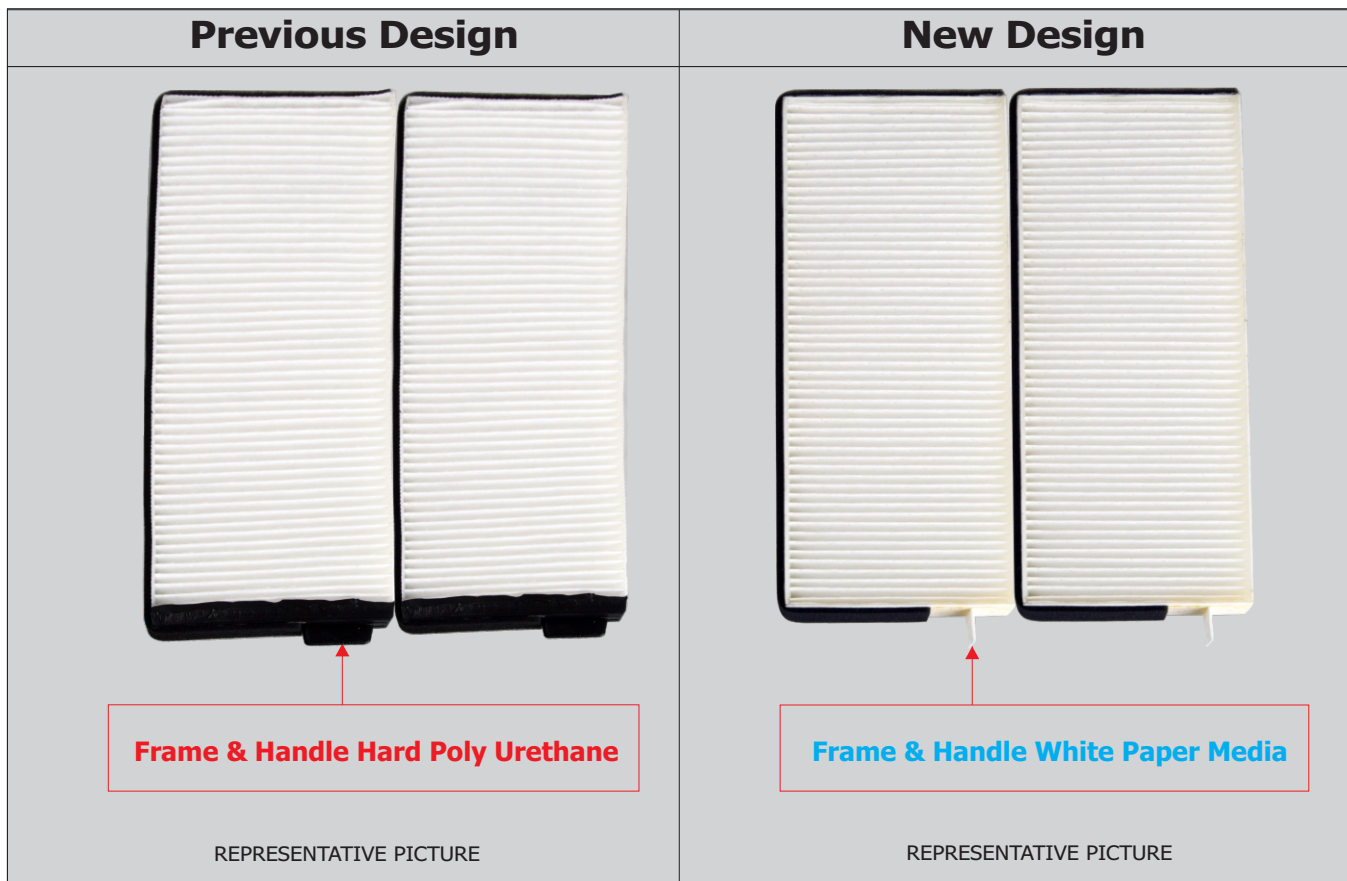 Previous Design
New Design
Frame & Handle Hard Poly Urethane
Frame & Handle White Paper Media
REPRESENTATIVE PICTURE
REPRESENTATIVE PICTURE